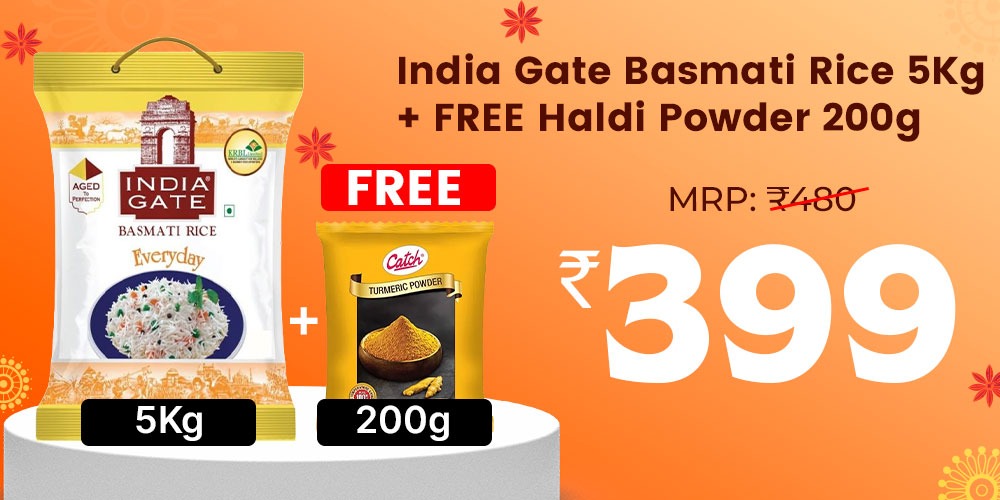 India Gate Basmati Rice 5Kg
+ FREE Haldi Powder 200g
MRP: ₹480
₹399
KRBL
AGED
To
PERFECTION
INDIA
GATE
BASMATI RICE
Everyday
5Kg
+
FREE
Catch
TURMERIC POWDER
200g